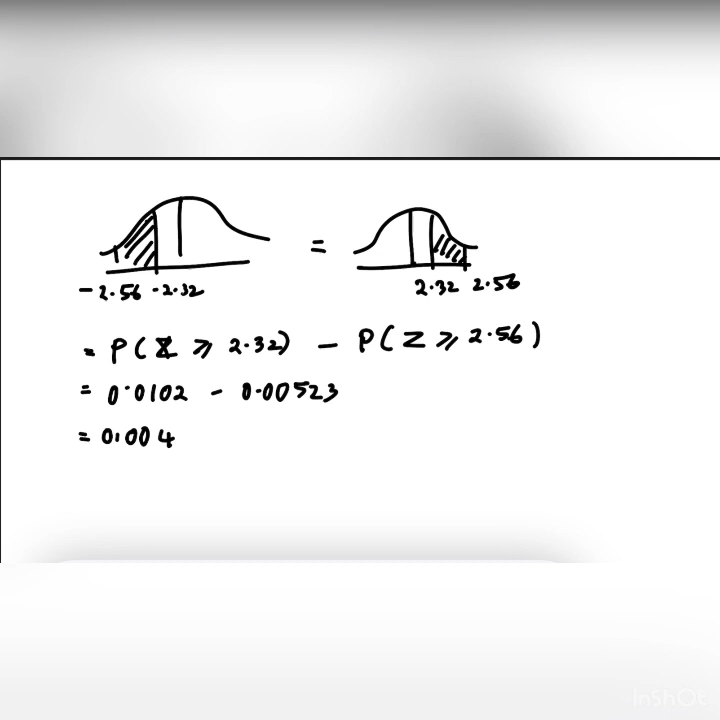 =
-2.56 -2.32 2.32 2.56
= P(Z ⩾ 2.32) - P(Z ⩾ 2.56)
= 0.0102 - 0.00523
= 0.004
InShOt